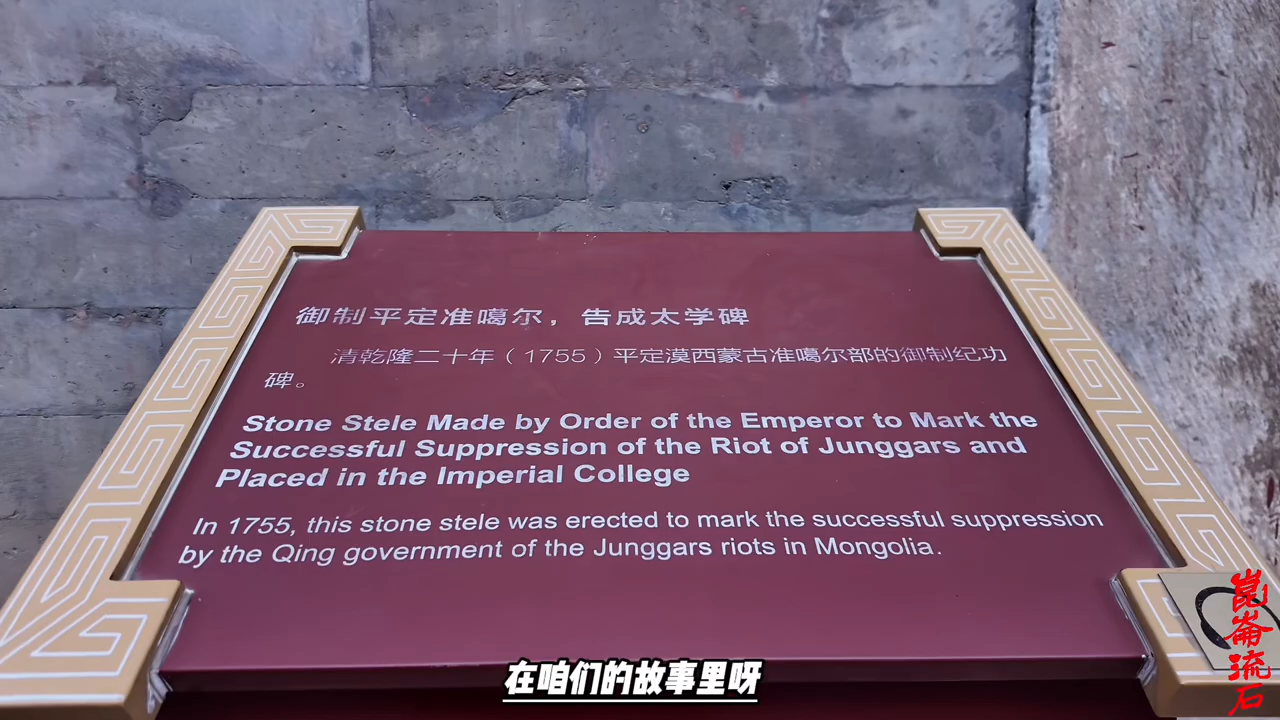 御制平定准噶尔，告成太学碑
清乾隆二十年（1755）平定漠西蒙古准噶尔部的御制纪功
碑。
Stone Stele Made by Order of the Emperor to Mark the
Successful Suppression of the Riot of Junggars and
Placed in the Imperial College
In 1755, this stone stele was erected to mark the successful suppression
by the Qing government of the Junggars riots in Mongolia.
崑崙流石
在咱们的故事里呀